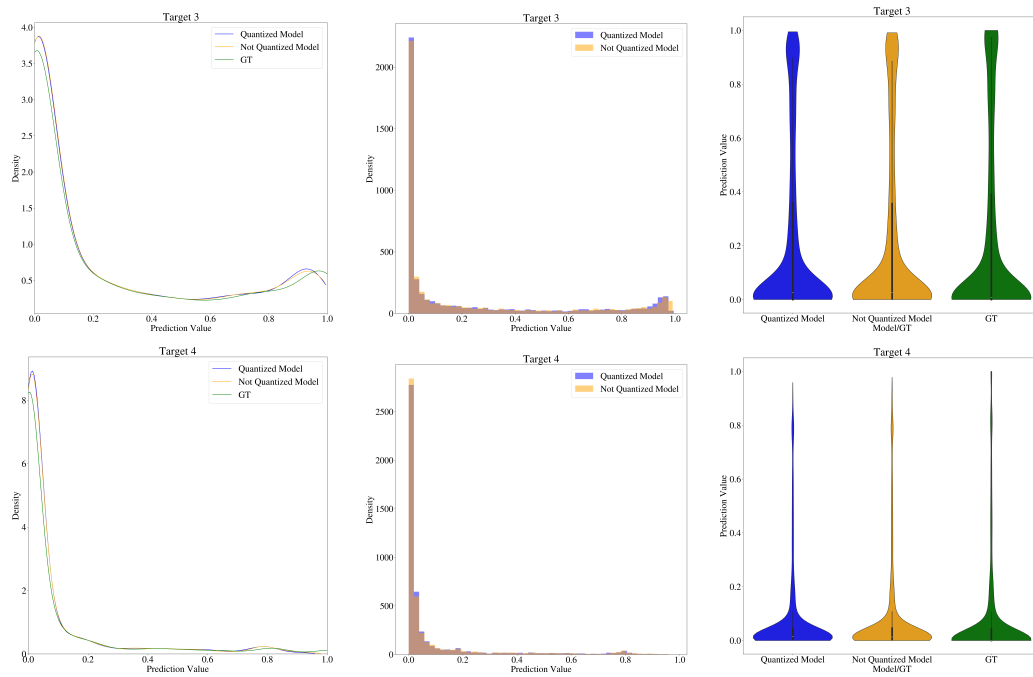 Target 3
4.0
3.5
3.0
2.5
2.0
1.5
1.0
0.5
Density
Quantized Model
Not Quantized Model
GT
0.0 0.2 0.4 0.6 0.8 1.0
Prediction Value
Target 3
2000
1500
1000
500
0
Density
Quantized Model
Not Quantized Model
0.0 0.2 0.4 0.6 0.8 1.0
Prediction Value
Target 3
1.0
0.8
0.6
0.4
0.2
0.0
Prediction Value
Quantized Model Not Quantized Model GT
Model/GT
Target 4
8
6
4
2
0
Density
Quantized Model
Not Quantized Model
GT
0.0 0.2 0.4 0.6 0.8 1.0
Prediction Value
Target 4
2500
2000
1500
1000
500
0
Density
Quantized Model
Not Quantized Model
0.0 0.2 0.4 0.6 0.8 1.0
Prediction Value
Target 4
1.0
0.8
0.6
0.4
0.2
0.0
Prediction Value
Quantized Model Not Quantized Model GT
Model/GT